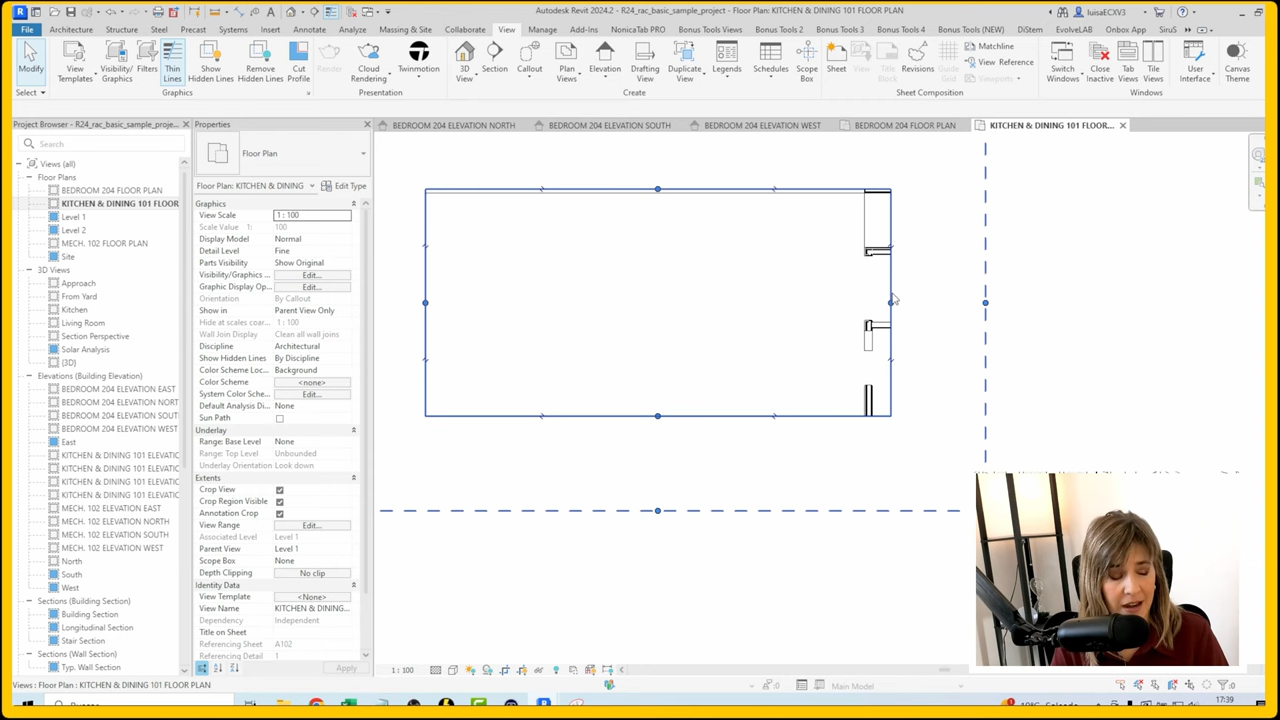 Autodesk Revit 2024.2 - R24_rac_basic_sample_project - Floor Plan: KITCHEN & DINING 101 FLOOR PLAN
luisaECXV3
File Architecture Structure Steel Precast Systems Insert Annotate Analyze Massing & Site Collaborate View Manage Add-Ins NonicaTab PRO Bonus Tools Views Bonus Tools 2 Bonus Tools 3 Bonus Tools 4 Bonus Tools (NEW) DiStem EvolveLAB Onbox App SiruS
Modify
View Templates
Visibility/ Graphics
Filters
Thin Lines
Show Hidden Lines
Remove Hidden Lines
Cut Profile
Render
Cloud Rendering
Twinmotion
3D View
Section
Callout
Plan Views
Elevation
Drafting View
Duplicate View
Legends
Schedules
Scope Box
Sheet
View
Title Block
Revisions
Guide Grid
Matchline
View Reference
Viewports
Switch Windows
Close Inactive
Tab Views
Tile Views
User Interface
Canvas Theme
Select
Graphics
Presentation
Create
Sheet Composition
Windows
Project Browser - R24_rac_basic_sample_proje...
Search
Views (all)
Floor Plans
BEDROOM 204 FLOOR PLAN
KITCHEN & DINING 101 FLOOR
Level 1
Level 2
MECH. 102 FLOOR PLAN
Site
3D Views
Approach
From Yard
Kitchen
Living Room
Section Perspective
Solar Analysis
{3D}
Elevations (Building Elevation)
BEDROOM 204 ELEVATION EAST
BEDROOM 204 ELEVATION NOR
BEDROOM 204 ELEVATION SOUT
BEDROOM 204 ELEVATION WEST
East
KITCHEN & DINING 101 ELEVATIC
KITCHEN & DINING 101 ELEVATIC
KITCHEN & DINING 101 ELEVATIC
KITCHEN & DINING 101 ELEVATIC
MECH. 102 ELEVATION EAST
MECH. 102 ELEVATION NORTH
MECH. 102 ELEVATION SOUTH
MECH. 102 ELEVATION WEST
North
South
West
Sections (Building Section)
Building Section
Longitudinal Section
Stair Section
Sections (Wall Section)
Typ. Wall Section
Properties
Floor Plan
Floor Plan: KITCHEN & DINING Edit Type
Graphics
View Scale 1 : 100
Scale Value 1: 100
Display Model Normal
Detail Level Fine
Parts Visibility Show Original
Visibility/Graphics ... Edit...
Graphic Display Op... Edit...
Orientation By Callout
Show in Parent View Only
Hide at scales coar... 1 : 100
Wall Join Display Clean all wall joins
Discipline Architectural
Show Hidden Lines By Discipline
Color Scheme Loc... Background
Color Scheme <none>
System Color Sche... Edit...
Default Analysis Di... None
Sun Path
Underlay
Range: Base Level None
Range: Top Level Unbounded
Underlay Orientation Look down
Extents
Crop View
Crop Region Visible
Annotation Crop
View Range Edit...
Associated Level Level 1
Parent View Level 1
Scope Box None
Depth Clipping No clip
Identity Data
View Template <None>
View Name KITCHEN & DINING...
Dependency Independent
Title on Sheet
Referencing Sheet A102
Referencing Detail 1
Apply
BEDROOM 204 ELEVATION NORTH
BEDROOM 204 ELEVATION SOUTH
BEDROOM 204 ELEVATION WEST
BEDROOM 204 FLOOR PLAN
KITCHEN & DINING 101 FLOOR...
1 : 100
Views : Floor Plan : KITCHEN & DINING 101 FLOOR PLAN
:0
Main Model
:0
17:39